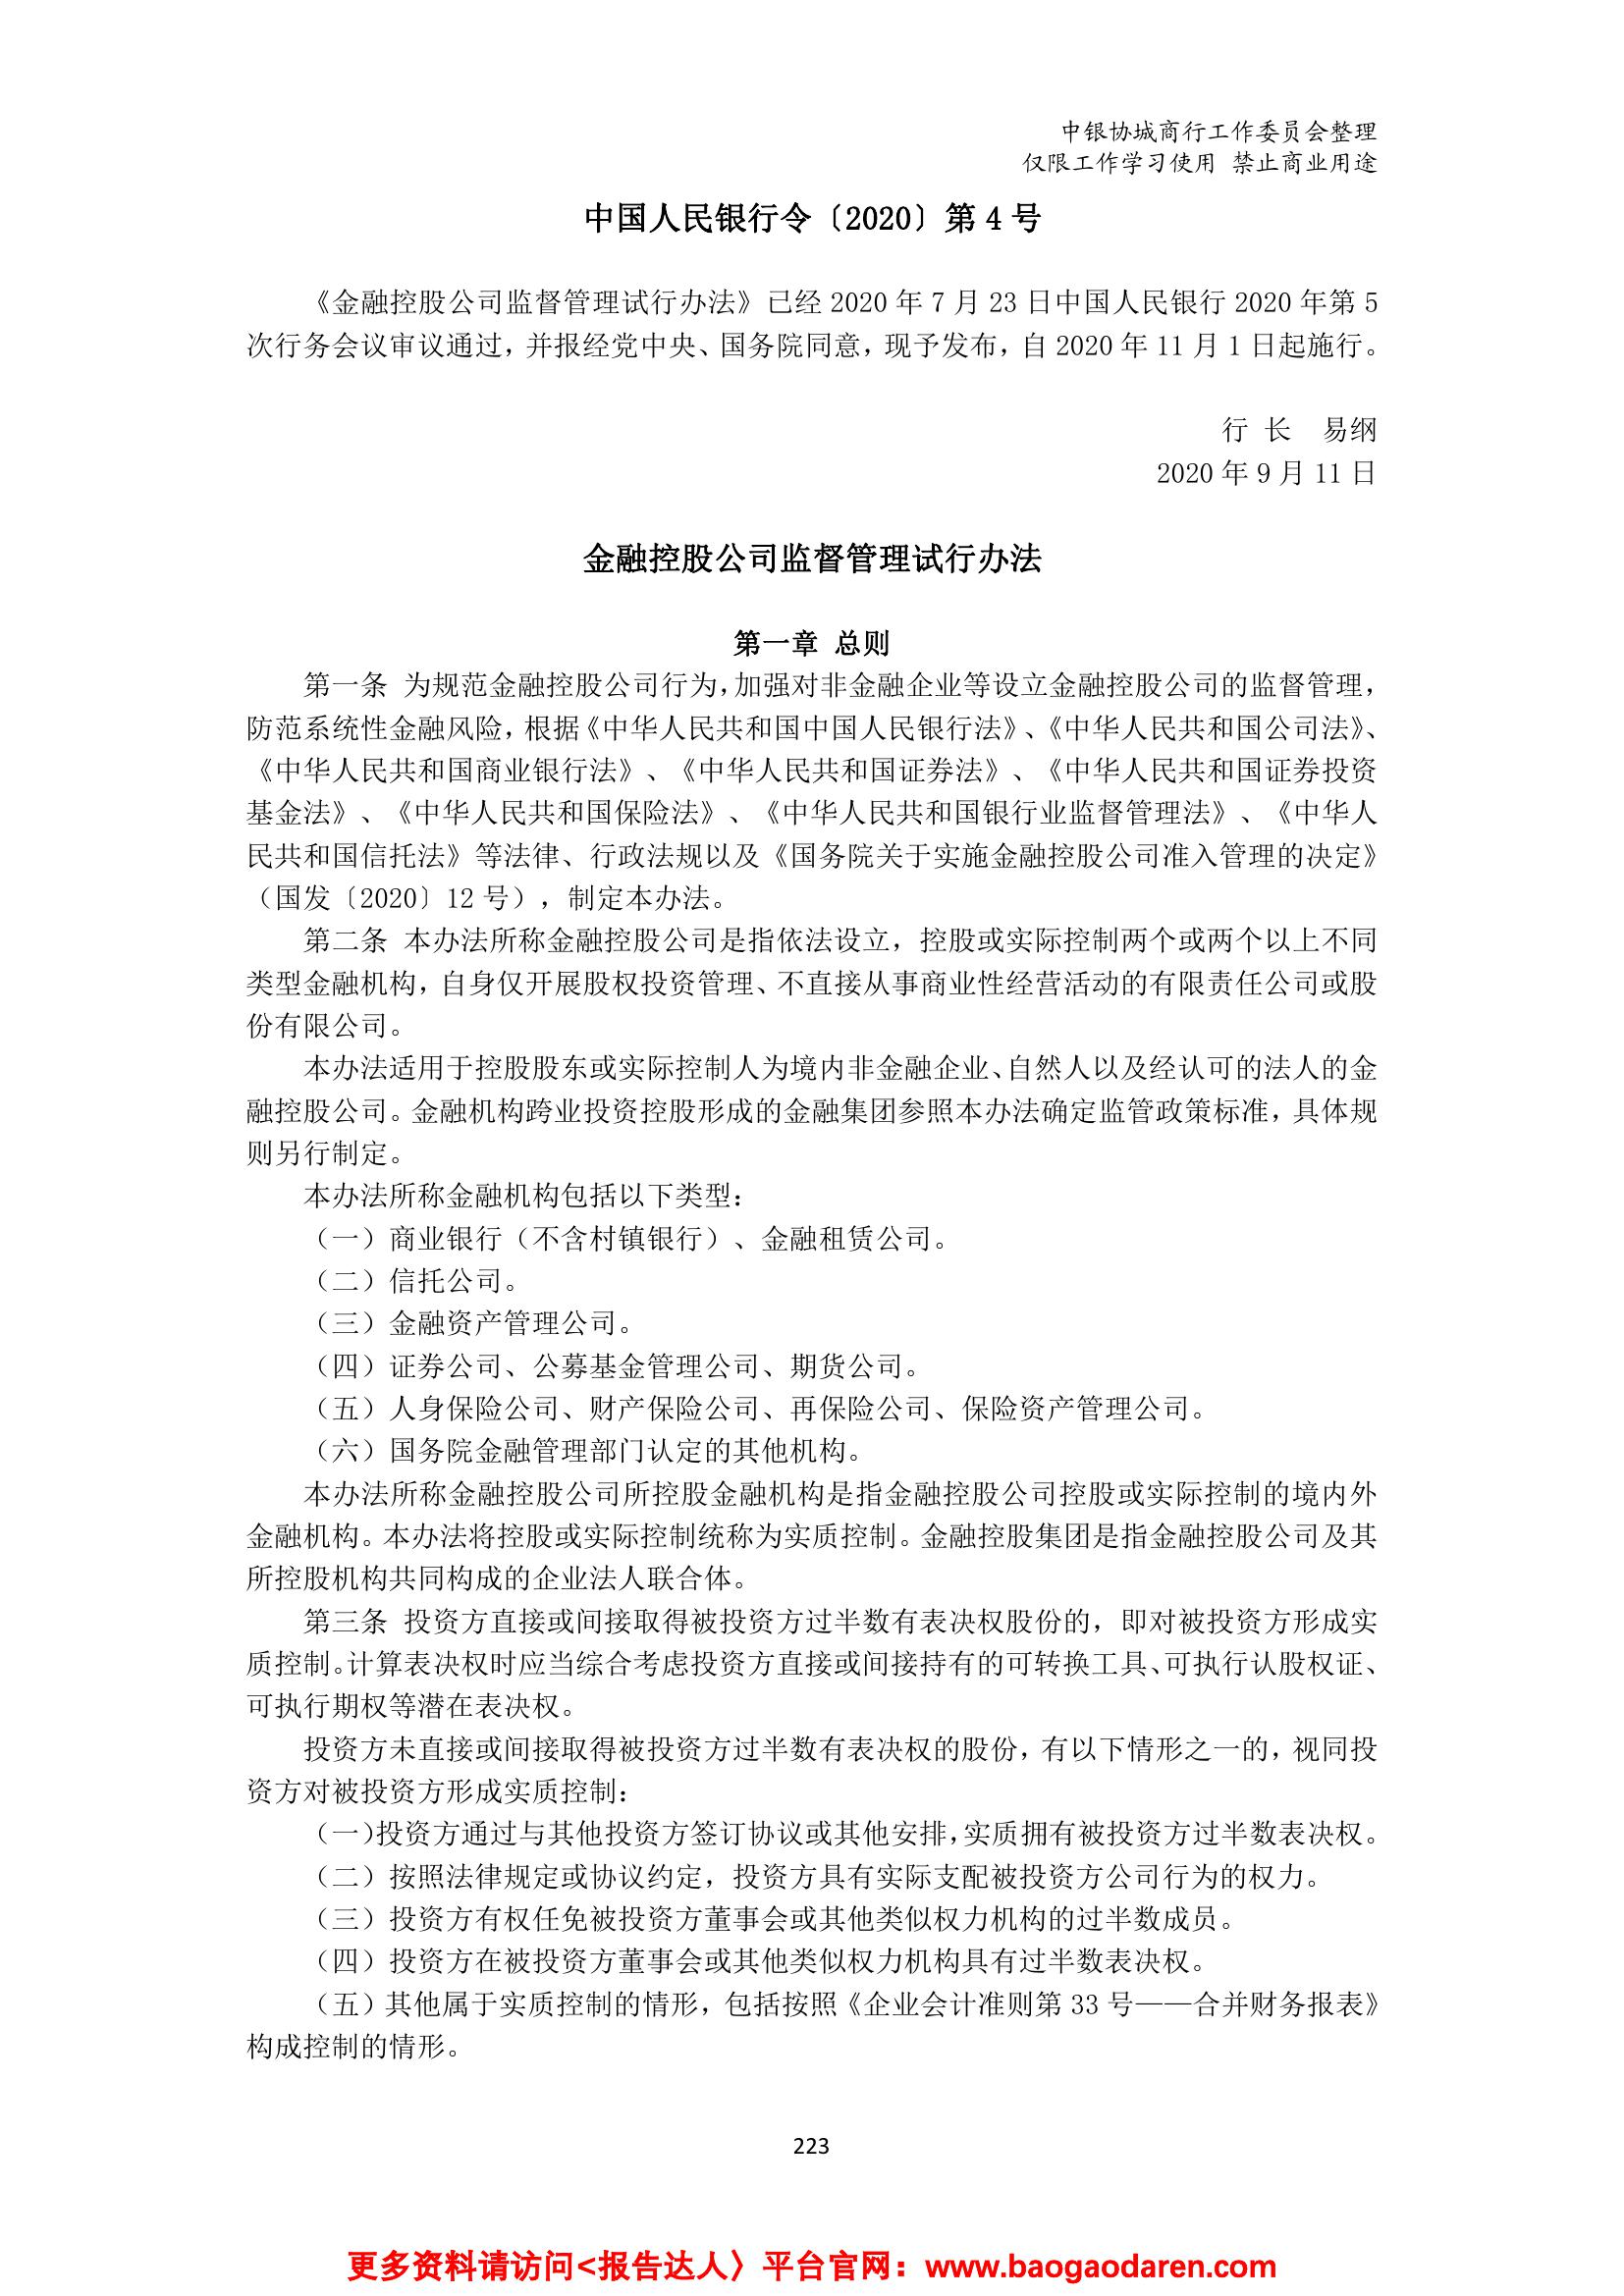 中银协城商行工作委员会整理
仅限工作学习使用 禁止商业用途
中国人民银行令〔2020〕第 4 号
《金融控股公司监督管理试行办法》已经 2020 年 7 月 23 日中国人民银行 2020 年第 5
次行务会议审议通过，并报经党中央、国务院同意，现予发布，自 2020 年 11 月 1 日起施行。
行 长 易纲
2020 年 9 月 11 日
金融控股公司监督管理试行办法
第一章 总则
第一条 为规范金融控股公司行为，加强对非金融企业等设立金融控股公司的监督管理，
防范系统性金融风险，根据《中华人民共和国中国人民银行法》、《中华人民共和国公司法》、
《中华人民共和国商业银行法》、《中华人民共和国证券法》、《中华人民共和国证券投资
基金法》、《中华人民共和国保险法》、《中华人民共和国银行业监督管理法》、《中华人
民共和国信托法》等法律、行政法规以及《国务院关于实施金融控股公司准入管理的决定》
（国发〔2020〕12 号），制定本办法。
第二条 本办法所称金融控股公司是指依法设立，控股或实际控制两个或两个以上不同
类型金融机构，自身仅开展股权投资管理、不直接从事商业性经营活动的有限责任公司或股
份有限公司。
本办法适用于控股股东或实际控制人为境内非金融企业、自然人以及经认可的法人的金
融控股公司。金融机构跨业投资控股形成的金融集团参照本办法确定监管政策标准，具体规
则另行制定。
本办法所称金融机构包括以下类型：
（一）商业银行（不含村镇银行）、金融租赁公司。
（二）信托公司。
（三）金融资产管理公司。
（四）证券公司、公募基金管理公司、期货公司。
（五）人身保险公司、财产保险公司、再保险公司、保险资产管理公司。
（六）国务院金融管理部门认定的其他机构。
本办法所称金融控股公司所控股金融机构是指金融控股公司控股或实际控制的境内外
金融机构。本办法将控股或实际控制统称为实质控制。金融控股集团是指金融控股公司及其
所控股机构共同构成的企业法人联合体。
第三条 投资方直接或间接取得被投资方过半数有表决权股份的，即对被投资方形成实
质控制。计算表决权时应当综合考虑投资方直接或间接持有的可转换工具、可执行认股权证、
可执行期权等潜在表决权。
投资方未直接或间接取得被投资方过半数有表决权的股份，有以下情形之一的，视同投
资方对被投资方形成实质控制：
（一）投资方通过与其他投资方签订协议或其他安排，实质拥有被投资方过半数表决权。
（二）按照法律规定或协议约定，投资方具有实际支配被投资方公司行为的权力。
（三）投资方有权任免被投资方董事会或其他类似权力机构的过半数成员。
（四）投资方在被投资方董事会或其他类似权力机构具有过半数表决权。
（五）其他属于实质控制的情形，包括按照《企业会计准则第 33 号——合并财务报表》
构成控制的情形。
223
更多资料请访问<报告达人〉平台官网：www.baogaodaren.com